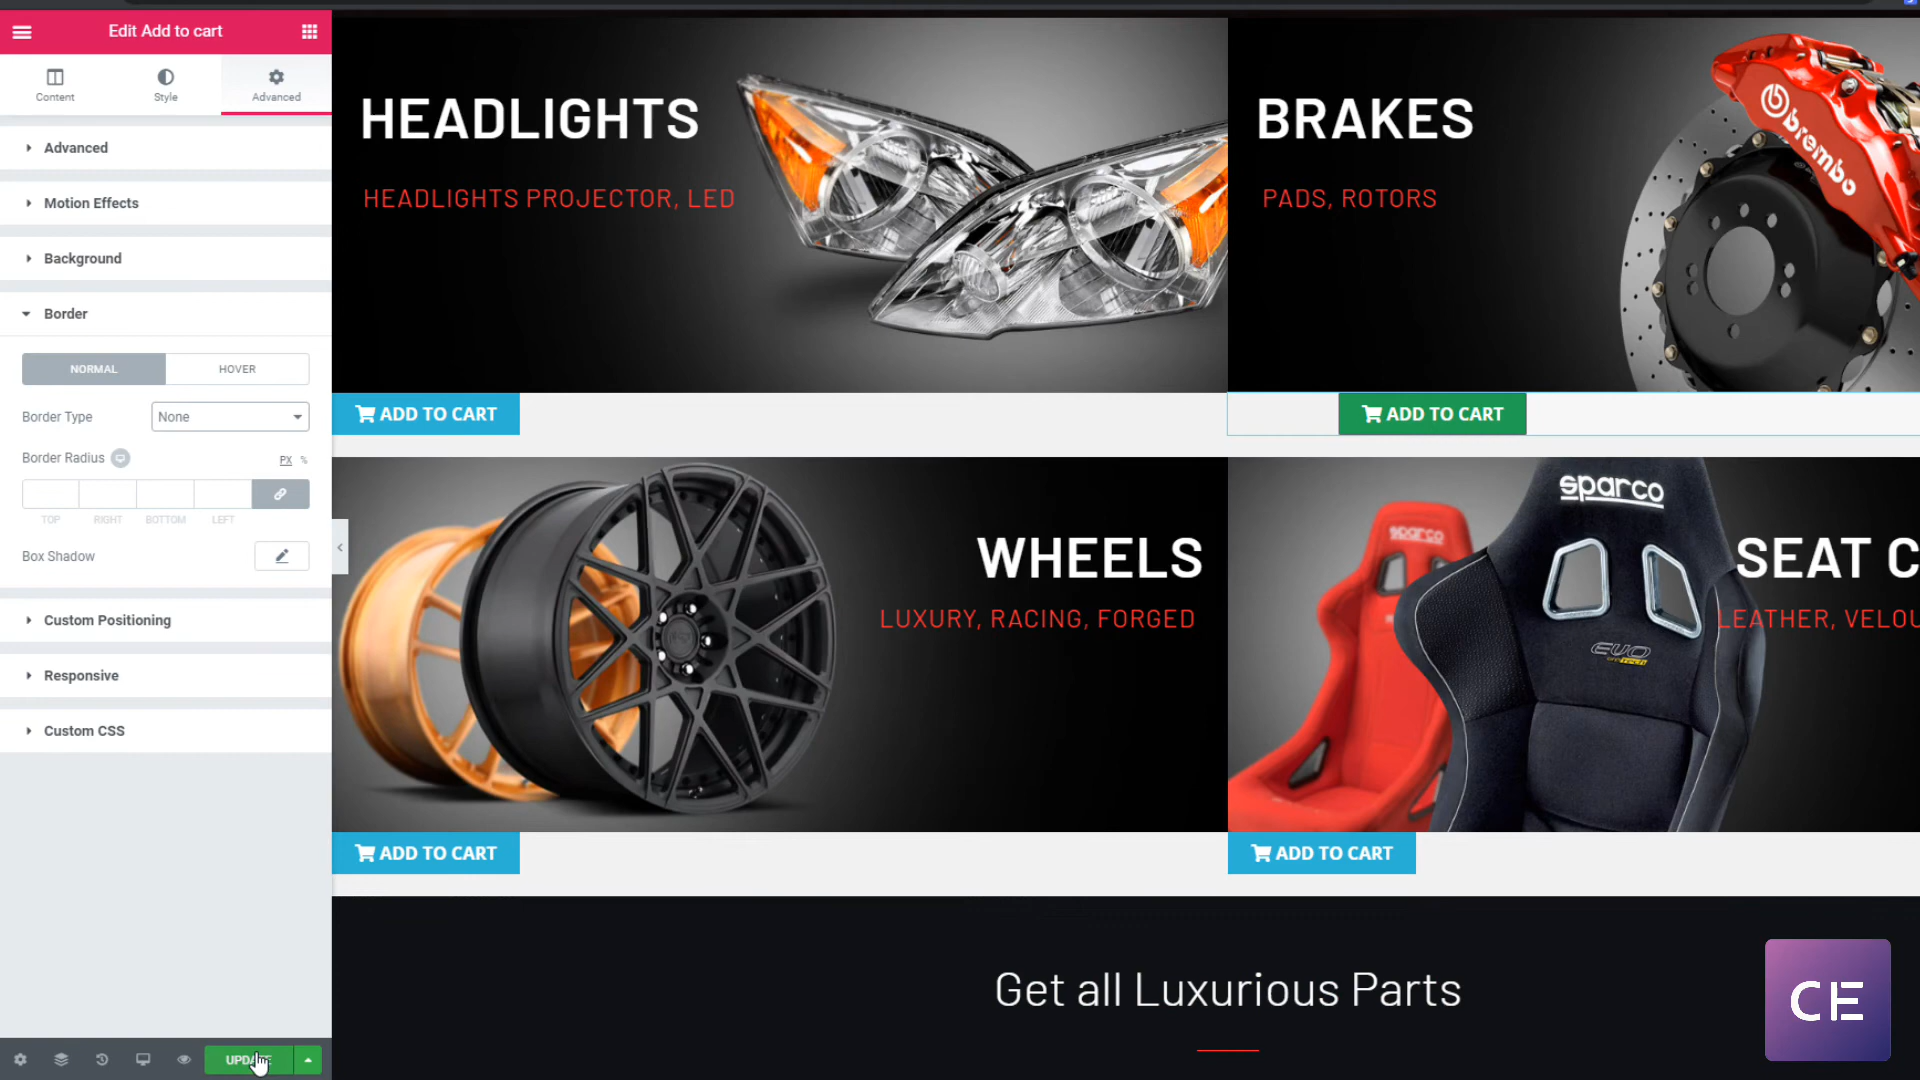 Edit Add to cart
Content
Style
Advanced
Advanced
Motion Effects
Background
Border
NORMAL
HOVER
Border Type
None
Border Radius
PX %
TOP
RIGHT
BOTTOM
LEFT
Box Shadow
Custom Positioning
Responsive
Custom CSS
HEADLIGHTS
HEADLIGHTS PROJECTOR, LED
ADD TO CART
BRAKES
PADS, ROTORS
brembo
ADD TO CART
WHEELS
LUXURY, RACING, FORGED
ADD TO CART
sparco
sparco
EVO
SEAT C
LEATHER, VELOU
ADD TO CART
Get all Luxurious Parts
CE